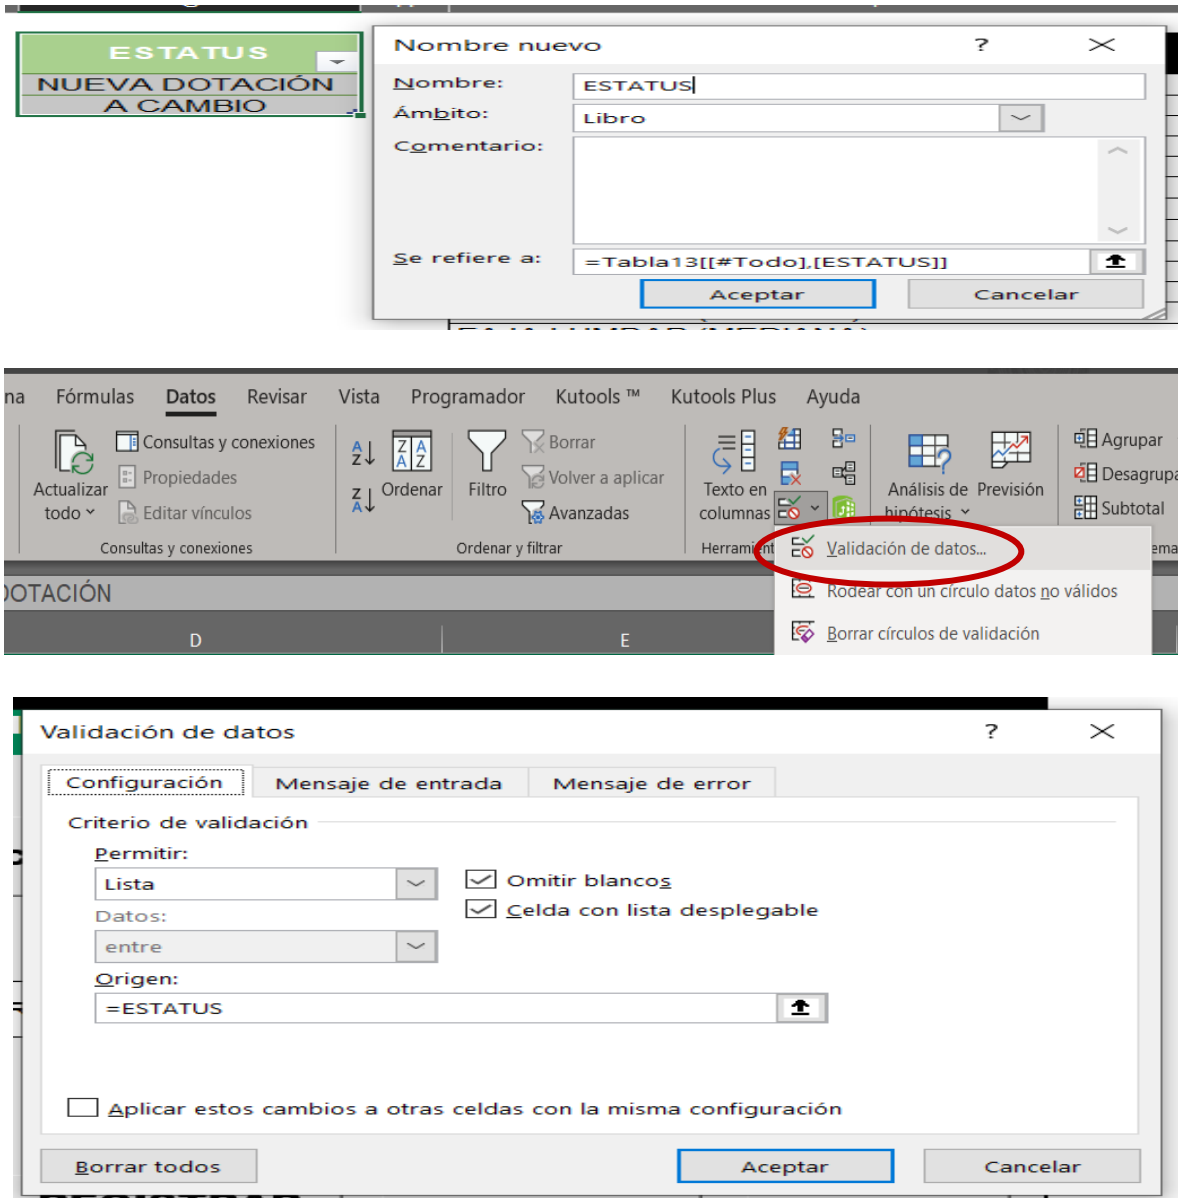 ESTATUS
NUEVA DOTACIÓN
A CAMBIO
Nombre nuevo ?
Nombre: ESTATUS
Ámbito: Libro
Comentario:
Se refiere a: =Tabla13[[#Todo],[ESTATUS]]
Aceptar Cancelar
na Fórmulas Datos Revisar Vista Programador Kutools ™ Kutools Plus Ayuda
Actualizar todo
Consultas y conexiones
Propiedades
Editar vínculos
Consultas y conexiones
Ordenar
Filtro
Borrar
Volver a aplicar
Avanzadas
Ordenar y filtrar
Texto en columnas
Herramient
Análisis de hipótesis
Previsión
Agrupar
Desagrupa
Subtotal
ema
Validación de datos...
Rodear con un círculo datos no válidos
Borrar círculos de validación
DOTACIÓN
D E
Validación de datos ?
Configuración Mensaje de entrada Mensaje de error
Criterio de validación
Permitir:
Lista
Omitir blancos
Celda con lista desplegable
Datos:
entre
Origen:
=ESTATUS
Aplicar estos cambios a otras celdas con la misma configuración
Borrar todos Aceptar Cancelar